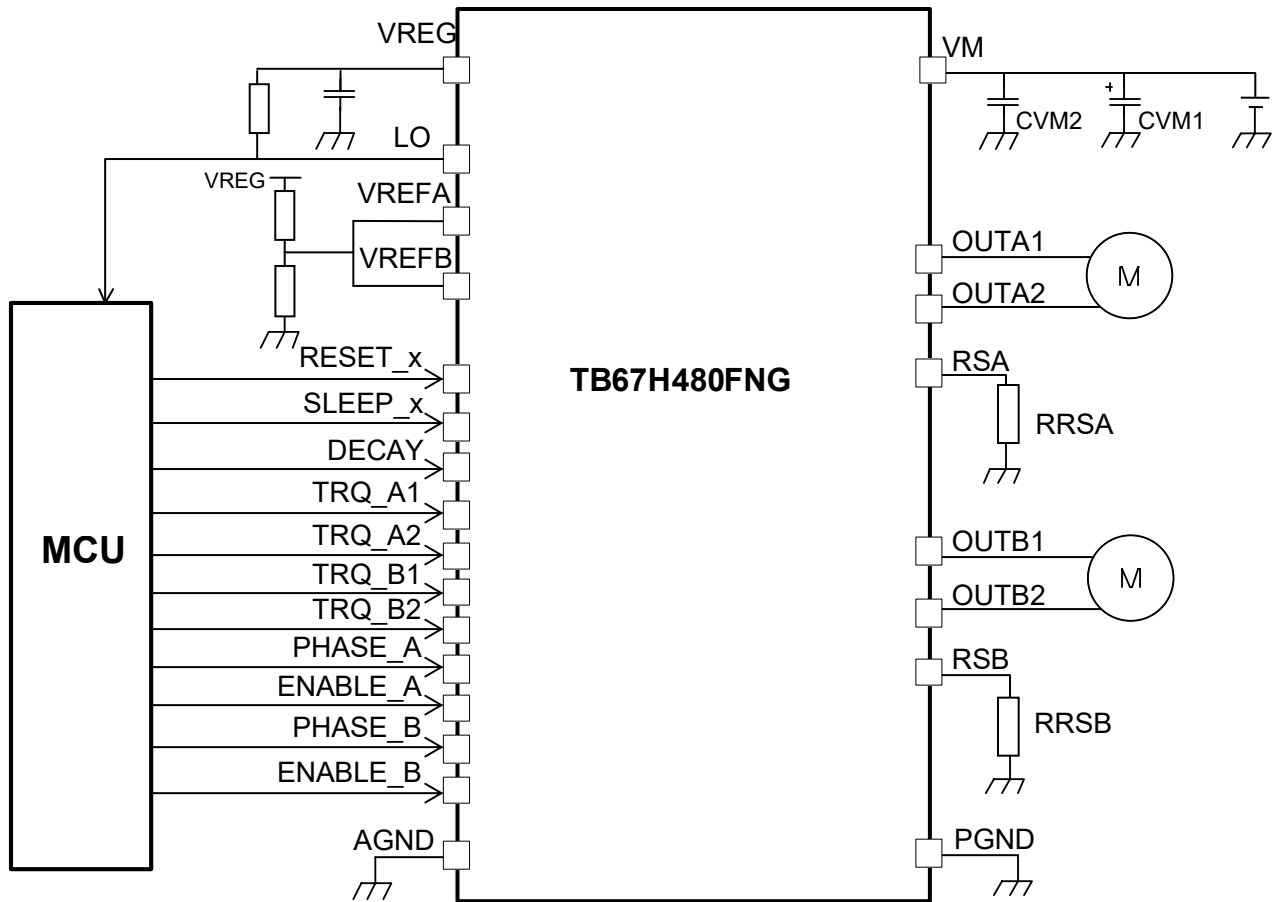 VREG
VM
CVM2
+
CVM1
LO
VREG
VREFA
VREFB
OUTA1
M
OUTA2
RESET_x
TB67H480FNG
RSA
SLEEP_x
RRSA
DECAY
TRQ_A1
MCU
TRQ_A2
OUTB1
TRQ_B1
M
TRQ_B2
OUTB2
PHASE_A
RSB
ENABLE_A
PHASE_B
RRSB
ENABLE_B
AGND
PGND